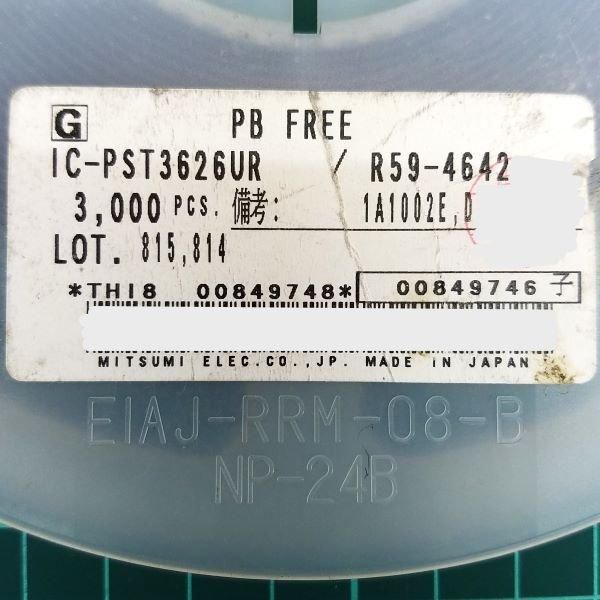 G PB FREE
IC-PST3626UR / R59-4642
3,000 PCS. 備考: 1A1002E,D
LOT. 815,814
*TH18 00849748* 00849746 子
MITSUMI ELEC.CO.,JP. MADE IN JAPAN
EIAJ-RRM-08-B
NP-24B